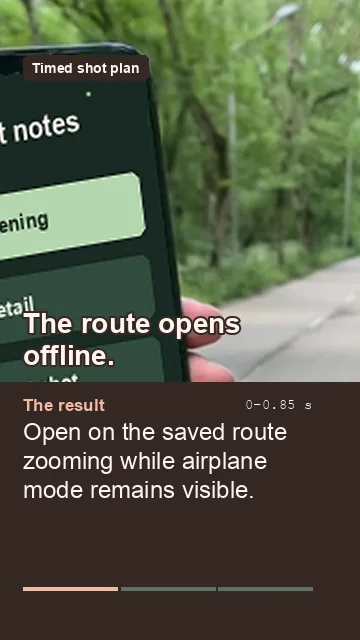 Timed shot plan
t notes
ening
etail
The route opens
offline.
The result
0–0.85 s
Open on the saved route
zooming while airplane
mode remains visible.